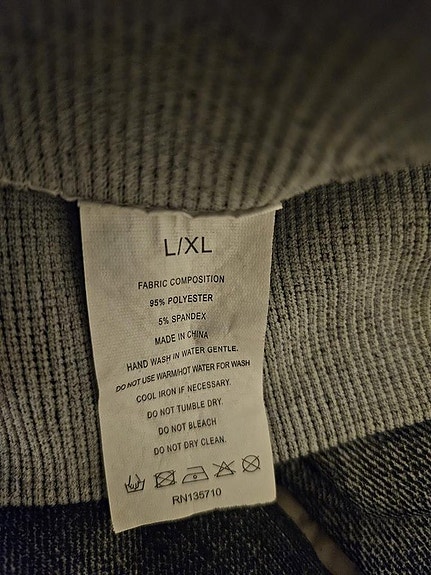 L/XL
FABRIC COMPOSITION
95% POLYESTER
5% SPANDEX
MADE IN CHINA
HAND WASH IN WATER GENTLE.
DO NOT USE WARM/HOT WATER FOR WASH
COOL IRON IF NECESSARY.
DO NOT TUMBLE DRY.
DO NOT BLEACH
DO NOT DRY CLEAN.
RN135710